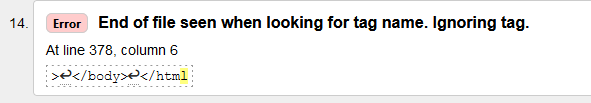 14. Error End of file seen when looking for tag name. Ignoring tag.
At line 378, column 6
>↩</body>↩</html